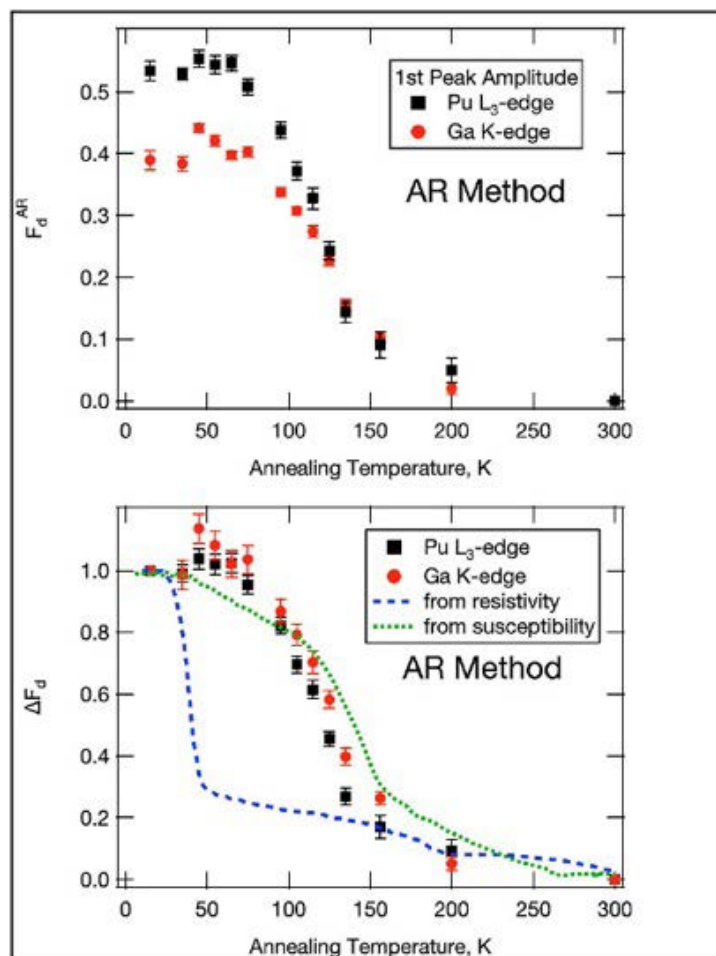 1st Peak Amplitude
Pu L3-edge
Ga K-edge
AR Method
FdAR
0.5
0.4
0.3
0.2
0.1
0.0
0 50 100 150 200 250 300
Annealing Temperature, K
Pu L3-edge
Ga K-edge
from resistivity
from susceptibility
AR Method
ΔFd
1.0
0.8
0.6
0.4
0.2
0.0
0 50 100 150 200 250 300
Annealing Temperature, K